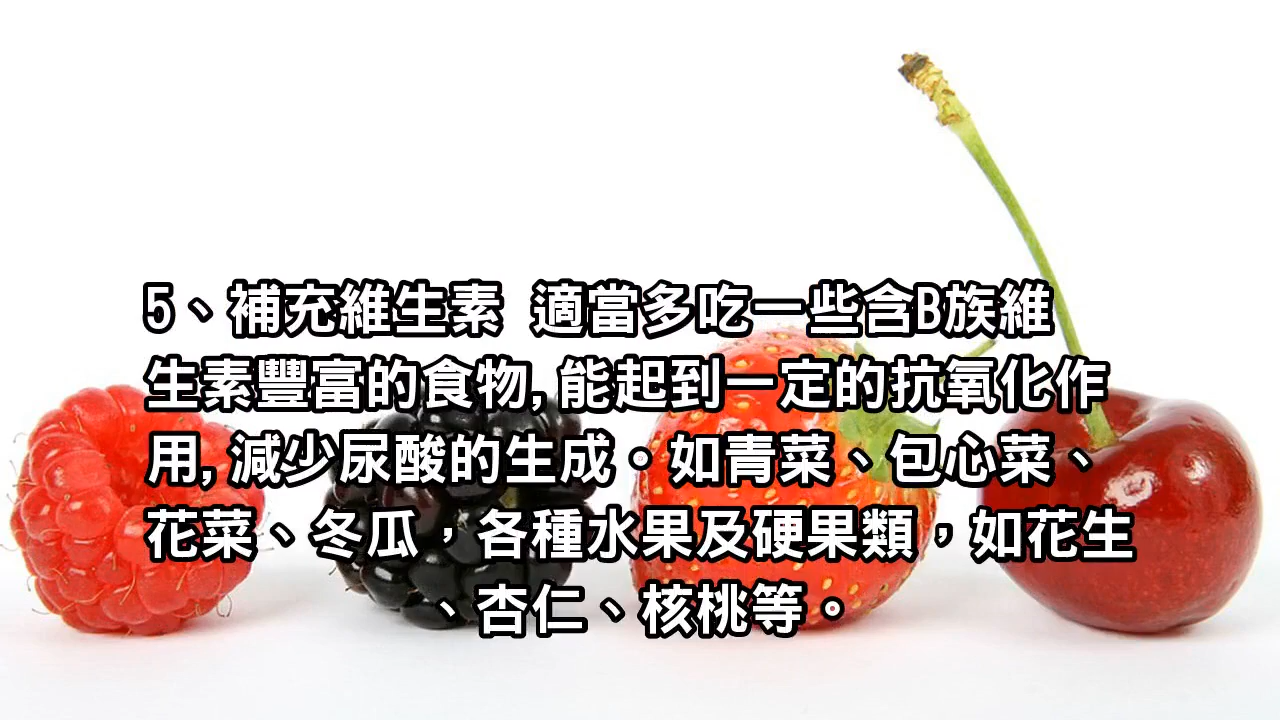 5、補充維生素 適當多吃一些含B族維
生素豐富的食物,能起到一定的抗氧化作
用,減少尿酸的生成。如青菜、包心菜、
花菜、冬瓜，各種水果及硬果類，如花生
、杏仁、核桃等。